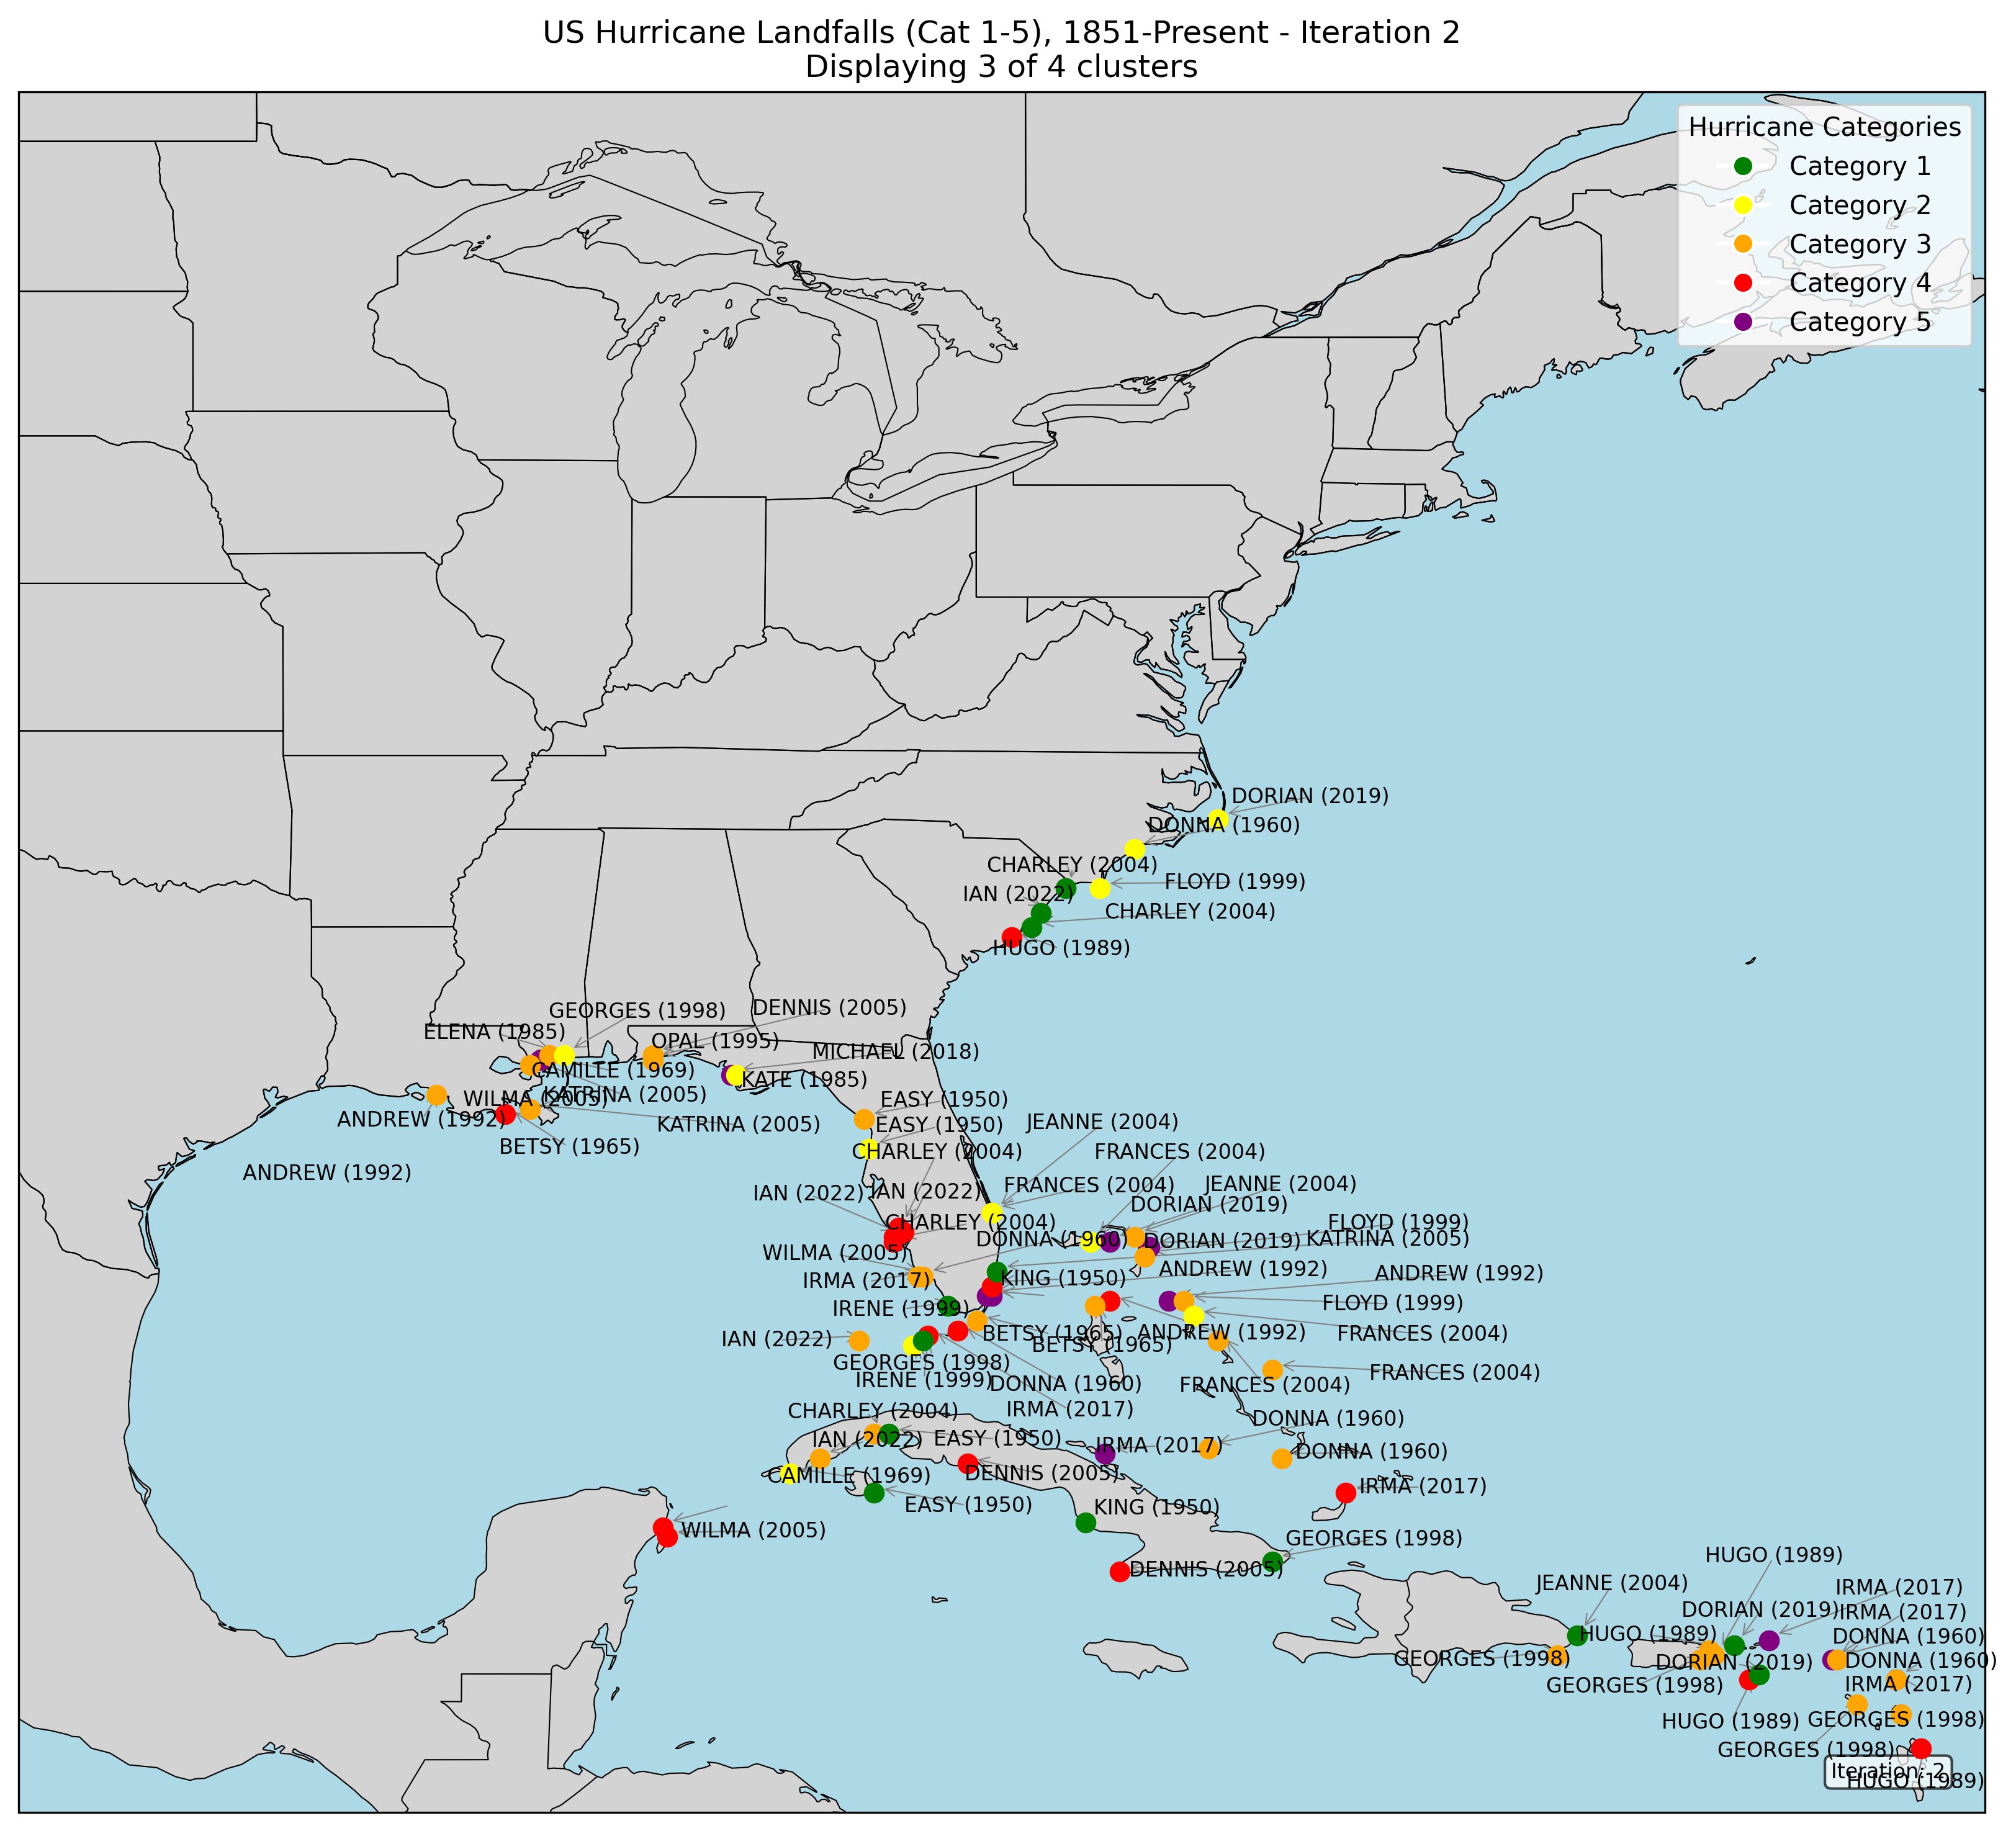 US Hurricane Landfalls (Cat 1-5), 1851-Present - Iteration 2
Displaying 3 of 4 clusters
Hurricane Categories
Category 1
Category 2
Category 3
Category 4
Category 5
DORIAN (2019)
DONNA (1960)
CHARLEY (2004)
FLOYD (1999)
IAN (2022)
CHARLEY (2004)
HUGO (1989)
GEORGES (1998)
DENNIS (2005)
ELENA (1985)
OPAL (1995)
MICHAEL (2018)
CAMILLE (1969)
KATE (1985)
KATRINA (2005)
WILMA (2005)
EASY (1950)
ANDREW (1992)
KATRINA (2005)
EASY (1950)
JEANNE (2004)
BETSY (1965)
CHARLEY (2004)
FRANCES (2004)
ANDREW (1992)
IAN (2022)
IAN (2022)
FRANCES (2004)
JEANNE (2004)
DORIAN (2019)
CHARLEY (2004)
FLOYD (1999)
DONNA (1960)
DORIAN (2019)
KATRINA (2005)
WILMA (2005)
ANDREW (1992)
ANDREW (1992)
IRMA (2017)
KING (1950)
IRENE (1999)
FLOYD (1999)
IAN (2022)
BETSY (1965)
BETSY (1965)
ANDREW (1992)
FRANCES (2004)
GEORGES (1998)
IRENE (1999)
DONNA (1960)
FRANCES (2004)
FRANCES (2004)
CHARLEY (2004)
IRMA (2017)
DONNA (1960)
IAN (2022)
EASY (1950)
IRMA (2017)
DONNA (1960)
CAMILLE (1969)
DENNIS (2005)
IRMA (2017)
EASY (1950)
KING (1950)
WILMA (2005)
GEORGES (1998)
DENNIS (2005)
HUGO (1989)
JEANNE (2004)
IRMA (2017)
DORIAN (2019)
IRMA (2017)
HUGO (1989)
DONNA (1960)
GEORGES (1998)
DORIAN (2019)
DONNA (1960)
GEORGES (1998)
IRMA (2017)
HUGO (1989)
GEORGES (1998)
GEORGES (1998)
Iteration: 2
HUGO (1989)